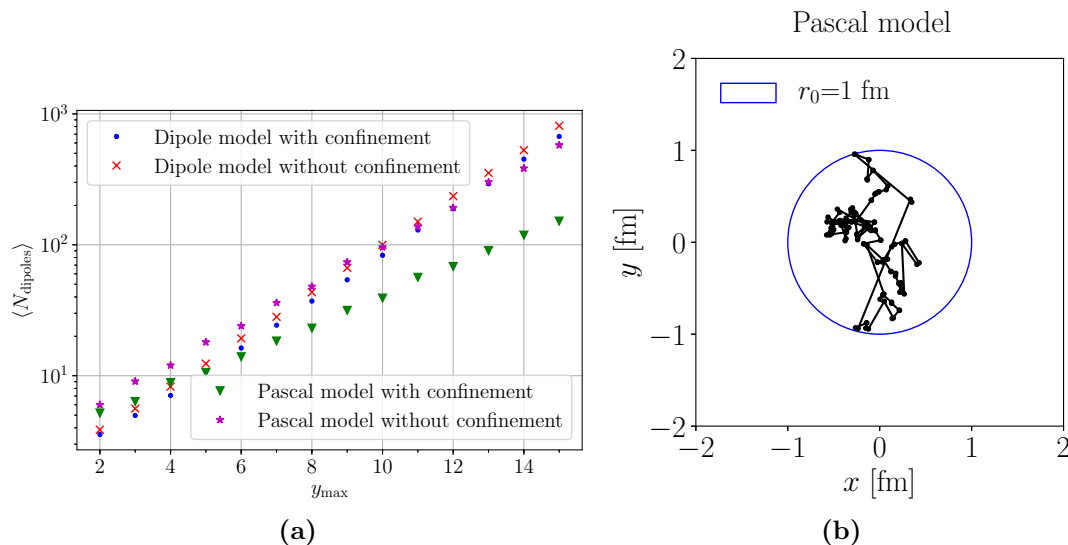 10³
10²
10¹
⟨N_dipoles⟩
Dipole model with confinement
Dipole model without confinement
Pascal model with confinement
Pascal model without confinement
2 4 6 8 10 12 14
y_max
(a)
Pascal model
r₀=1 fm
2
1
0
−1
−2
y [fm]
−2 −1 0 1 2
x [fm]
(b)